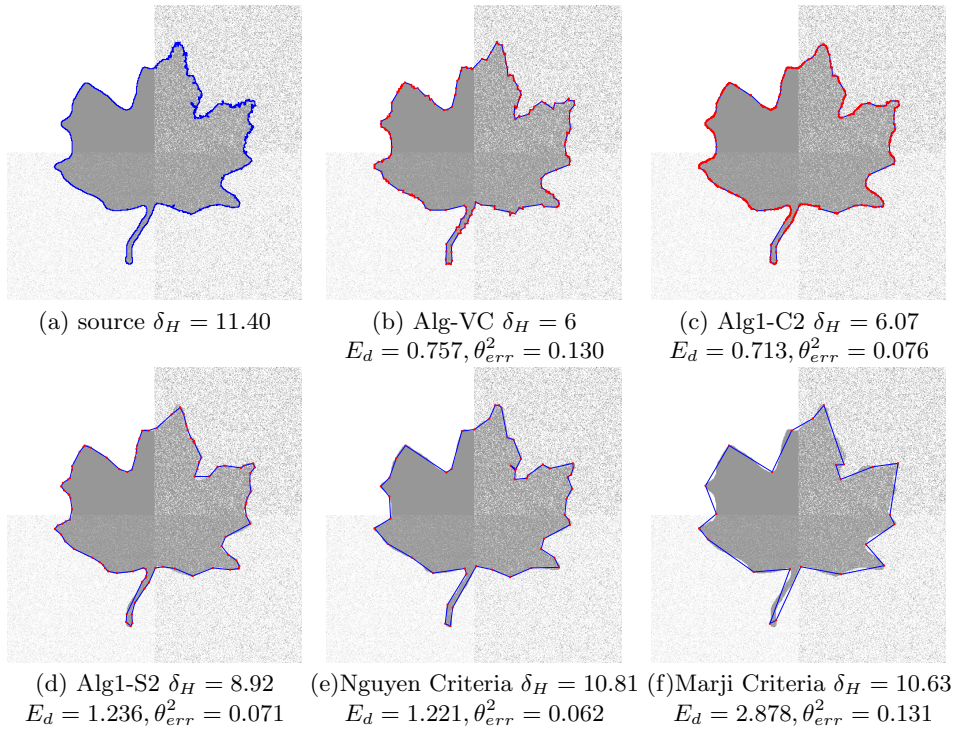 (a) source δ_H = 11.40
(b) Alg-VC δ_H = 6
E_d = 0.757, θ²_err = 0.130
(c) Alg1-C2 δ_H = 6.07
E_d = 0.713, θ²_err = 0.076
(d) Alg1-S2 δ_H = 8.92
E_d = 1.236, θ²_err = 0.071
(e)Nguyen Criteria δ_H = 10.81
E_d = 1.221, θ²_err = 0.062
(f)Marji Criteria δ_H = 10.63
E_d = 2.878, θ²_err = 0.131